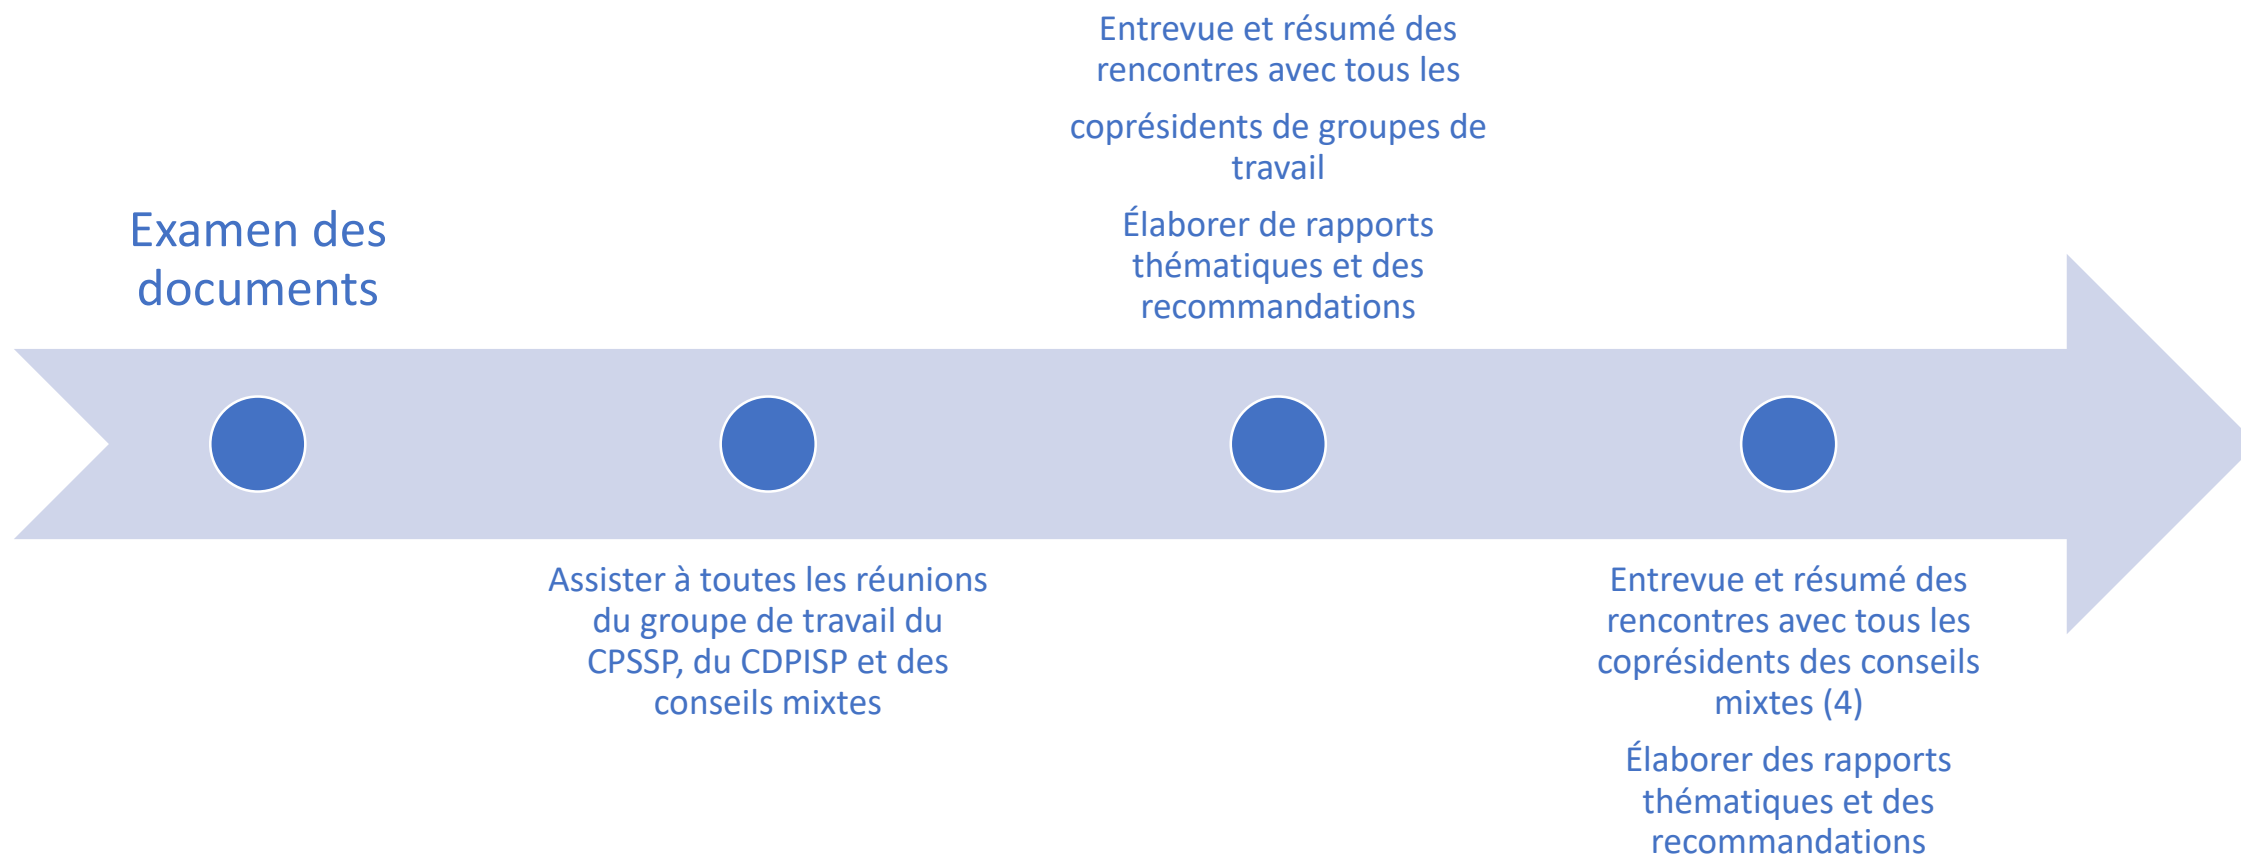 Examen des
documents
Assister à toutes les réunions
du groupe de travail du
CPSSP, du CDPISP et des
conseils mixtes
Entrevue et résumé des
rencontres avec tous les
coprésidents de groupes de
travail
Élaborer de rapports
thématiques et des
recommandations
Entrevue et résumé des
rencontres avec tous les
coprésidents des conseils
mixtes (4)
Élaborer des rapports
thématiques et des
recommandations